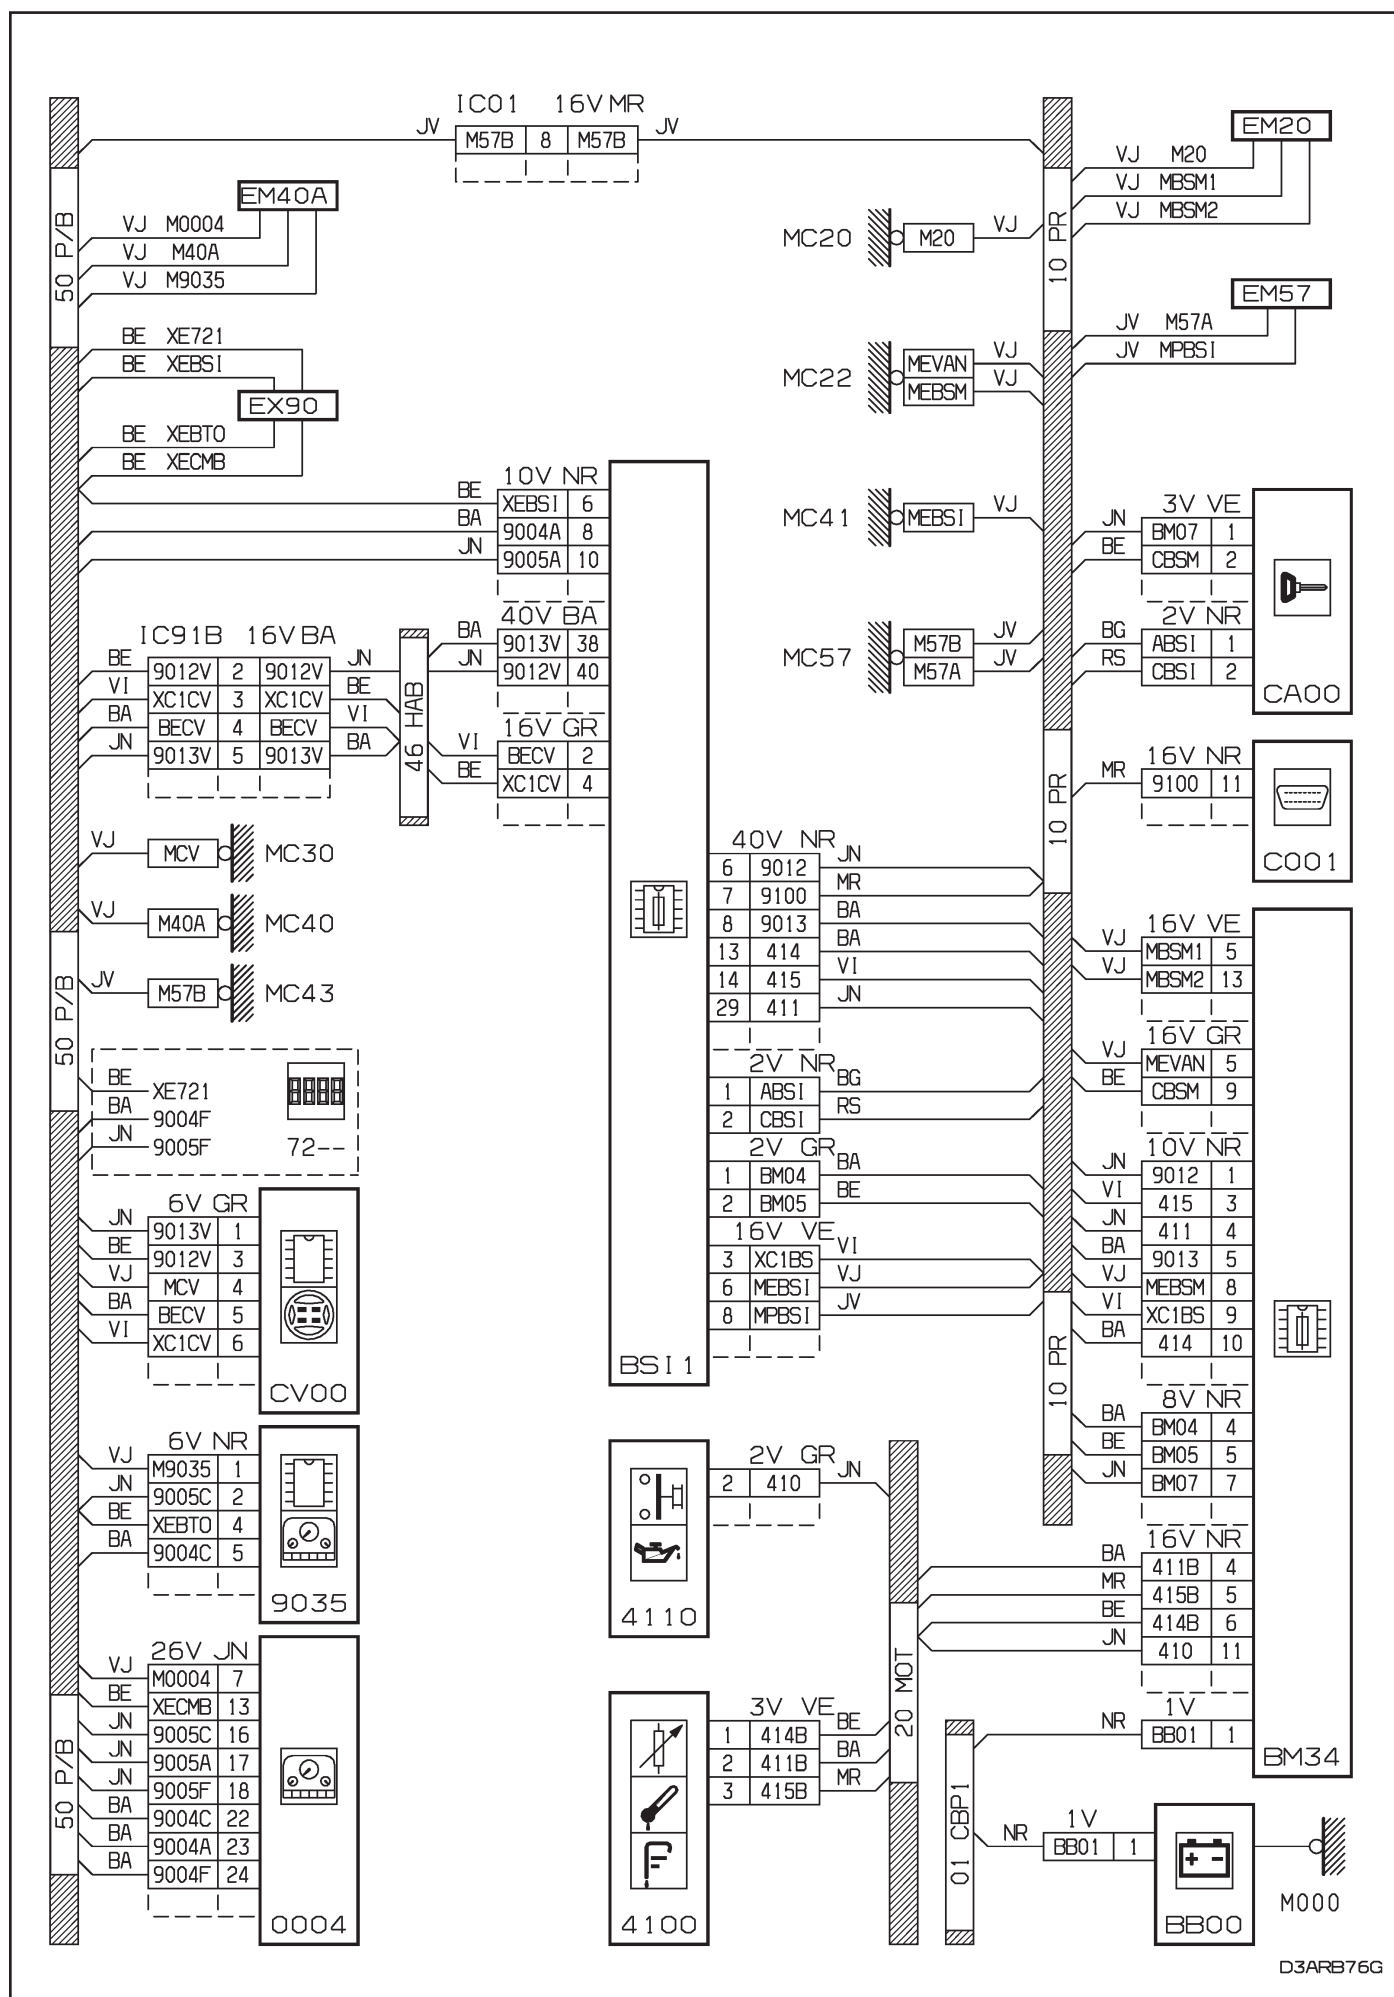 IC01 16V MR
JV M57B 8 M57B JV
50 P/B
EM40A
VJ M0004
VJ M40A
VJ M9035
BE XE721
BE XEBSI
EX90
BE XEBTO
BE XECMB
10V NR
BE XEBSI 6
BA 9004A 8
JN 9005A 10
40V BA
BA 9013V 38
JN 9012V 40
16V GR
VI BECV 2
BE XC1CV 4
IC91B 16V BA
BE 9012V 2 9012V JN
VI XC1CV 3 XC1CV BE
BA BECV 4 BECV VI
JN 9013V 5 9013V BA
46 HAB
VJ MCV MC30
VJ M40A MC40
JV M57B MC43
50 P/B
BE XE721
BA 9004F
JN 9005F
72--
6V GR
JN 9013V 1
BE 9012V 3
VJ MCV 4
BA BECV 5
VI XC1CV 6
CV00
6V NR
VJ M9035 1
JN 9005C 2
BE XEBTO 4
BA 9004C 5
9035
50 P/B
26V JN
VJ M0004 7
BE XECMB 13
JN 9005C 16
JN 9005A 17
JN 9005F 18
BA 9004C 22
BA 9004A 23
BA 9004F 24
0004
40V NR
6 9012 JN
7 9100 MR
8 9013 BA
13 414 BA
14 415 VI
29 411 JN
2V NR
1 ABSI BG
2 CBSI RS
2V GR
1 BM04 BA
2 BM05 BE
16V VE
3 XC1BS VI
6 MEBSI VJ
8 MPBSI JV
BSI1
2V GR
2 410 JN
4110
3V VE
1 414B BE
2 411B BA
3 415B MR
4100
20 MOT
MC20 M20 VJ
MC22 MEVAN VJ
MEBSM VJ
MC41 MEBSI VJ
MC57 M57B JV
M57A JV
10 PR
10 PR
10 PR
EM20
VJ M20
VJ MBSM1
VJ MBSM2
EM57
JV M57A
JV MPBSI
3V VE
JN BM07 1
BE CBSM 2
2V NR
BG ABSI 1
RS CBSI 2
CA00
16V NR
MR 9100 11
C001
16V VE
VJ MBSM1 5
VJ MBSM2 13
16V GR
VJ MEVAN 5
BE CBSM 9
10V NR
JN 9012 1
VI 415 3
JN 411 4
BA 9013 5
VJ MEBSM 8
VI XC1BS 9
BA 414 10
8V NR
BA BM04 4
BE BM05 5
JN BM07 7
16V NR
BA 411B 4
MR 415B 5
BE 414B 6
JN 410 11
1V
NR BB01 1
BM34
01 CBP1
1V
NR BB01 1
BB00
M000
D3ARB76G